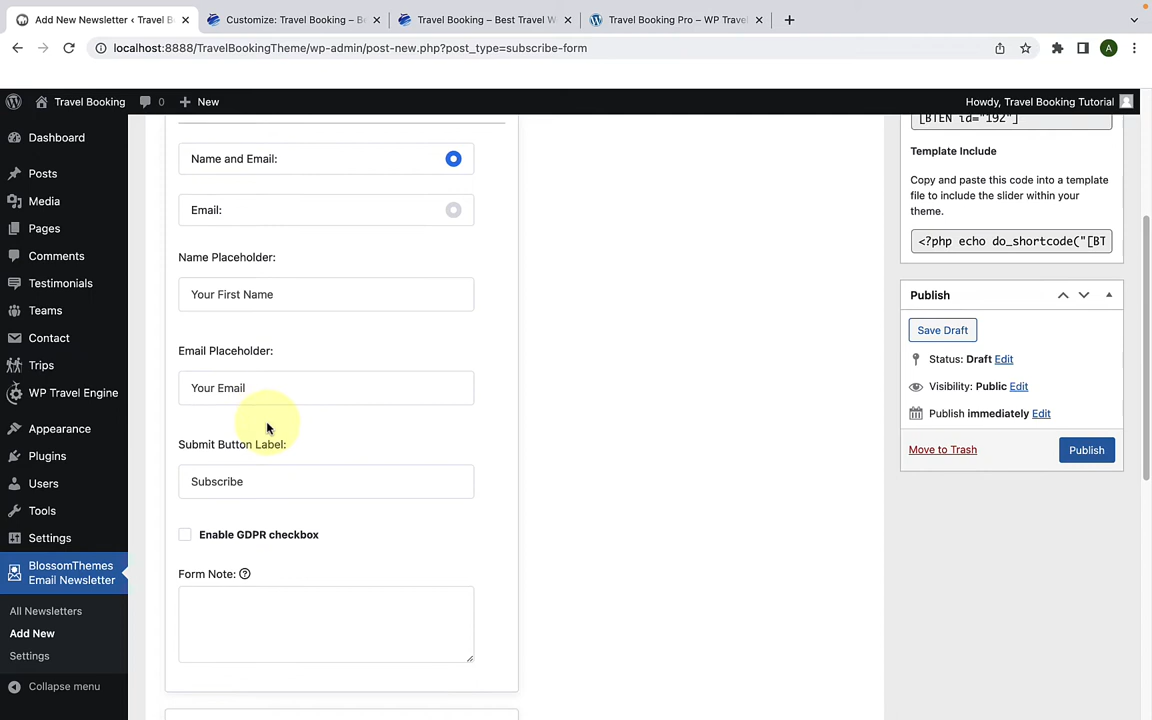 Add New Newsletter ‹ Travel B
Customize: Travel Booking – Be
Travel Booking – Best Travel W
Travel Booking Pro – WP Trave
localhost:8888/TravelBookingTheme/wp-admin/post-new.php?post_type=subscribe-form
A
Travel Booking
0
New
Howdy, Travel Booking Tutorial
Dashboard
Posts
Media
Pages
Comments
Testimonials
Teams
Contact
Trips
WP Travel Engine
Appearance
Plugins
Users
Tools
Settings
BlossomThemes
Email Newsletter
All Newsletters
Add New
Settings
Collapse menu
Name and Email:
Email:
Name Placeholder:
Your First Name
Email Placeholder:
Your Email
Submit Button Label:
Subscribe
Enable GDPR checkbox
Form Note:
[BTEN id="192"]
Template Include
Copy and paste this code into a template
file to include the slider within your
theme.
<?php echo do_shortcode("[BT
Publish
Save Draft
Status: Draft Edit
Visibility: Public Edit
Publish immediately Edit
Move to Trash
Publish